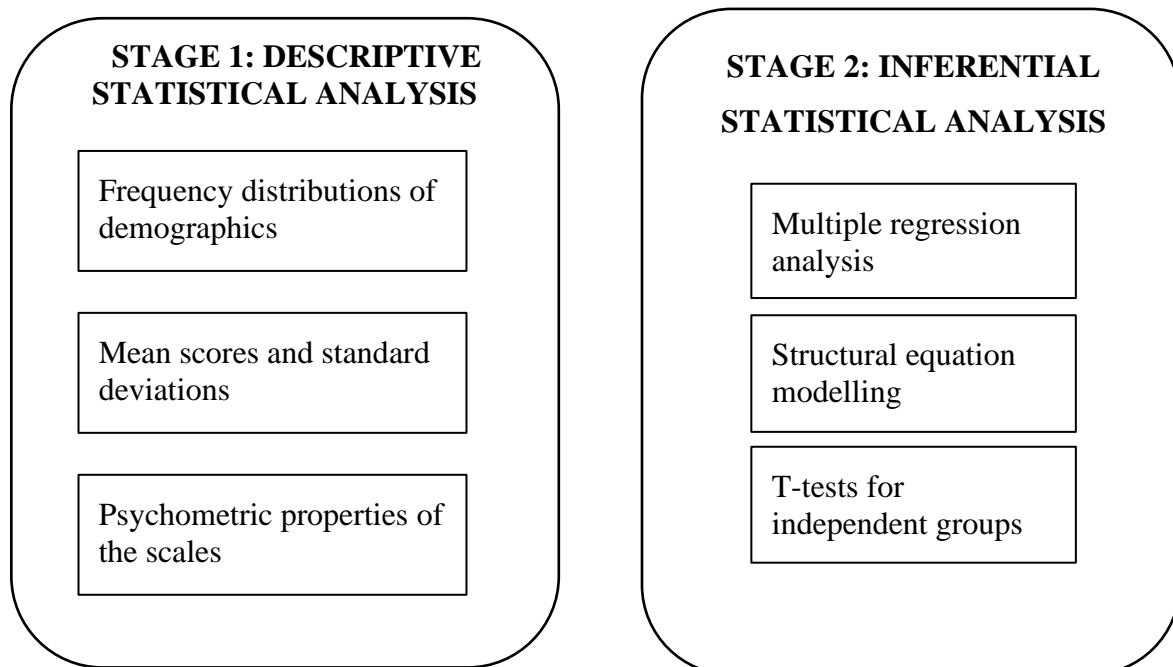 STAGE 1: DESCRIPTIVE
STATISTICAL ANALYSIS
Frequency distributions of
demographics
Mean scores and standard
deviations
Psychometric properties of
the scales
STAGE 2: INFERENTIAL
STATISTICAL ANALYSIS
Multiple regression
analysis
Structural equation
modelling
T-tests for
independent groups